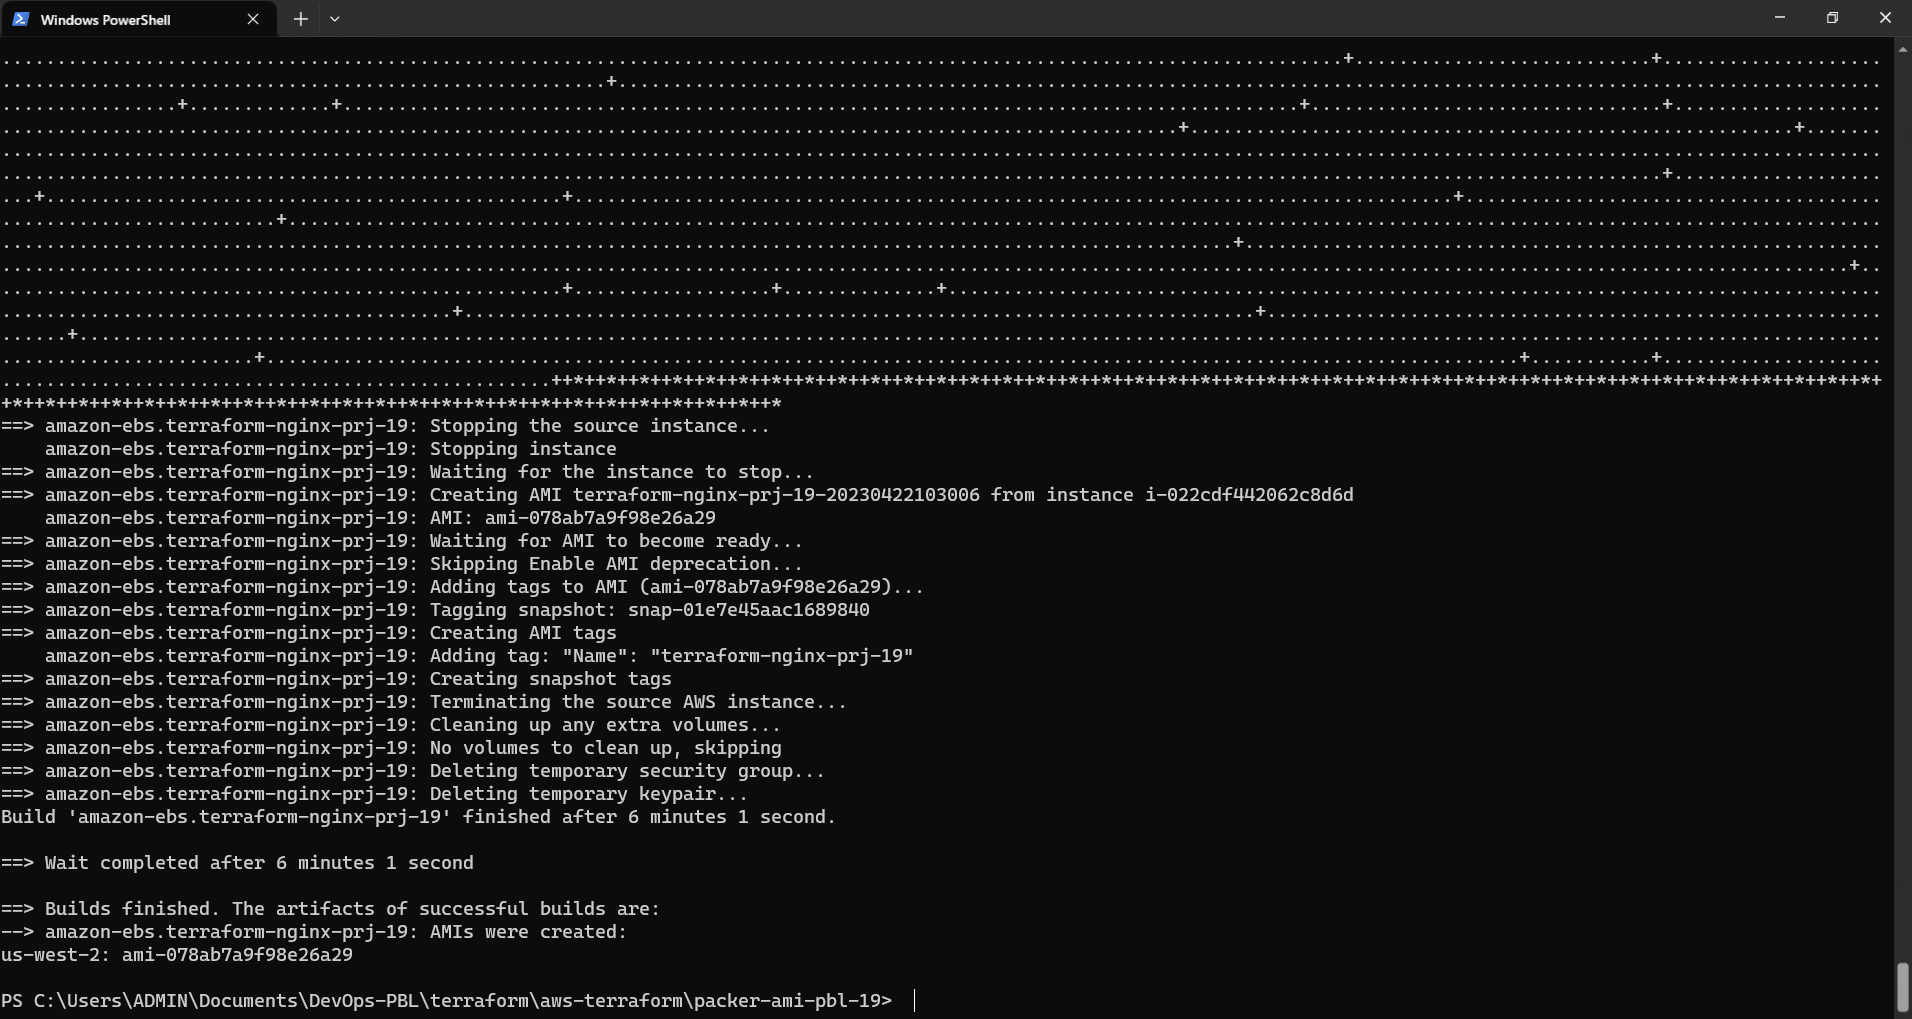 Windows PowerShell
==> amazon-ebs.terraform-nginx-prj-19: Stopping the source instance...
    amazon-ebs.terraform-nginx-prj-19: Stopping instance
==> amazon-ebs.terraform-nginx-prj-19: Waiting for the instance to stop...
==> amazon-ebs.terraform-nginx-prj-19: Creating AMI terraform-nginx-prj-19-20230422103006 from instance i-022cdf442062c8d6d
    amazon-ebs.terraform-nginx-prj-19: AMI: ami-078ab7a9f98e26a29
==> amazon-ebs.terraform-nginx-prj-19: Waiting for AMI to become ready...
==> amazon-ebs.terraform-nginx-prj-19: Skipping Enable AMI deprecation...
==> amazon-ebs.terraform-nginx-prj-19: Adding tags to AMI (ami-078ab7a9f98e26a29)...
==> amazon-ebs.terraform-nginx-prj-19: Tagging snapshot: snap-01e7e45aac1689840
==> amazon-ebs.terraform-nginx-prj-19: Creating AMI tags
    amazon-ebs.terraform-nginx-prj-19: Adding tag: "Name": "terraform-nginx-prj-19"
==> amazon-ebs.terraform-nginx-prj-19: Creating snapshot tags
==> amazon-ebs.terraform-nginx-prj-19: Terminating the source AWS instance...
==> amazon-ebs.terraform-nginx-prj-19: Cleaning up any extra volumes...
==> amazon-ebs.terraform-nginx-prj-19: No volumes to clean up, skipping
==> amazon-ebs.terraform-nginx-prj-19: Deleting temporary security group...
==> amazon-ebs.terraform-nginx-prj-19: Deleting temporary keypair...
Build 'amazon-ebs.terraform-nginx-prj-19' finished after 6 minutes 1 second.
==> Wait completed after 6 minutes 1 second
==> Builds finished. The artifacts of successful builds are:
--> amazon-ebs.terraform-nginx-prj-19: AMIs were created:
us-west-2: ami-078ab7a9f98e26a29
PS C:\Users\ADMIN\Documents\DevOps-PBL\terraform\aws-terraform\packer-ami-pbl-19>